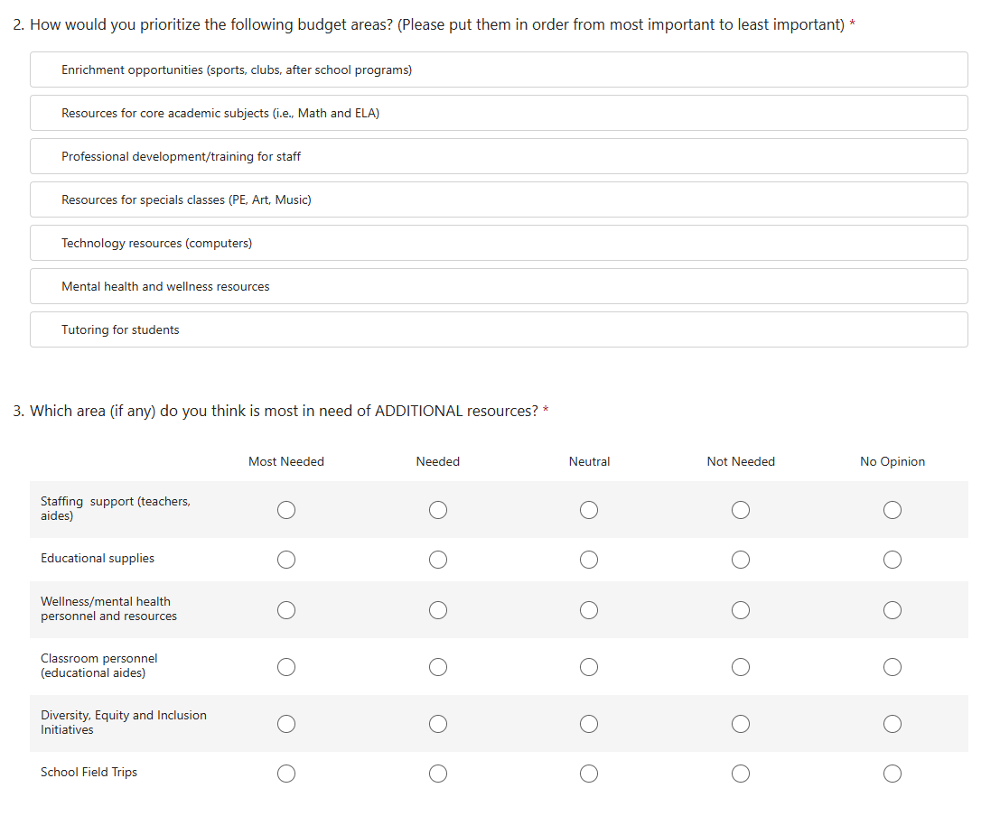 2. How would you prioritize the following budget areas? (Please put them in order from most important to least important) *
Enrichment opportunities (sports, clubs, after school programs)
Resources for core academic subjects (i.e., Math and ELA)
Professional development/training for staff
Resources for specials classes (PE, Art, Music)
Technology resources (computers)
Mental health and wellness resources
Tutoring for students
3. Which area (if any) do you think is most in need of ADDITIONAL resources? *
Most Needed Needed Neutral Not Needed No Opinion
Staffing  support (teachers,
aides)
Educational supplies
Wellness/mental health
personnel and resources
Classroom personnel
(educational aides)
Diversity, Equity and Inclusion
Initiatives
School Field Trips